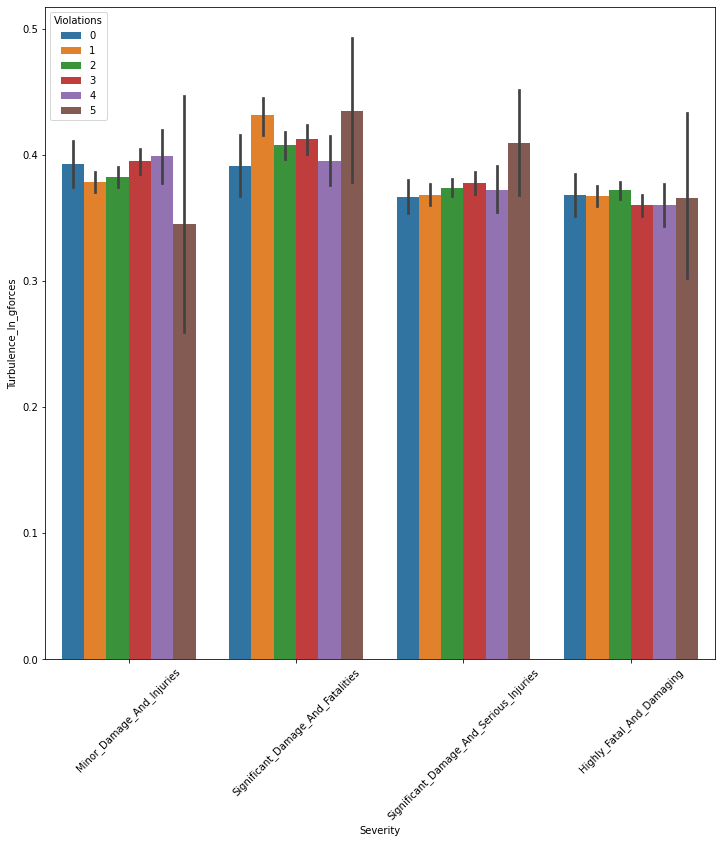 Violations
0
1
2
3
4
5
0.5
0.4
0.3
0.2
0.1
0.0
Turbulence_In_gforces
Minor_Damage_And_Injuries
Significant_Damage_And_Fatalities
Significant_Damage_And_Serious_Injuries
Highly_Fatal_And_Damaging
Severity